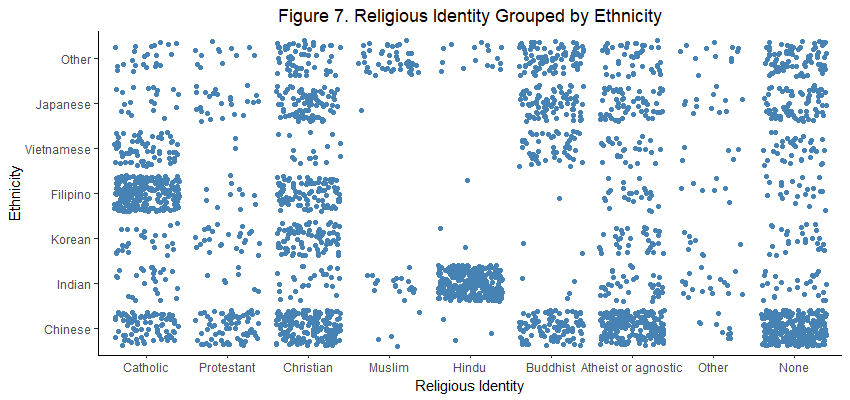 Figure 7. Religious Identity Grouped by Ethnicity
Ethnicity
Other
Japanese
Vietnamese
Filipino
Korean
Indian
Chinese
Catholic Protestant Christian Muslim Hindu Buddhist Atheist or agnostic Other None
Religious Identity